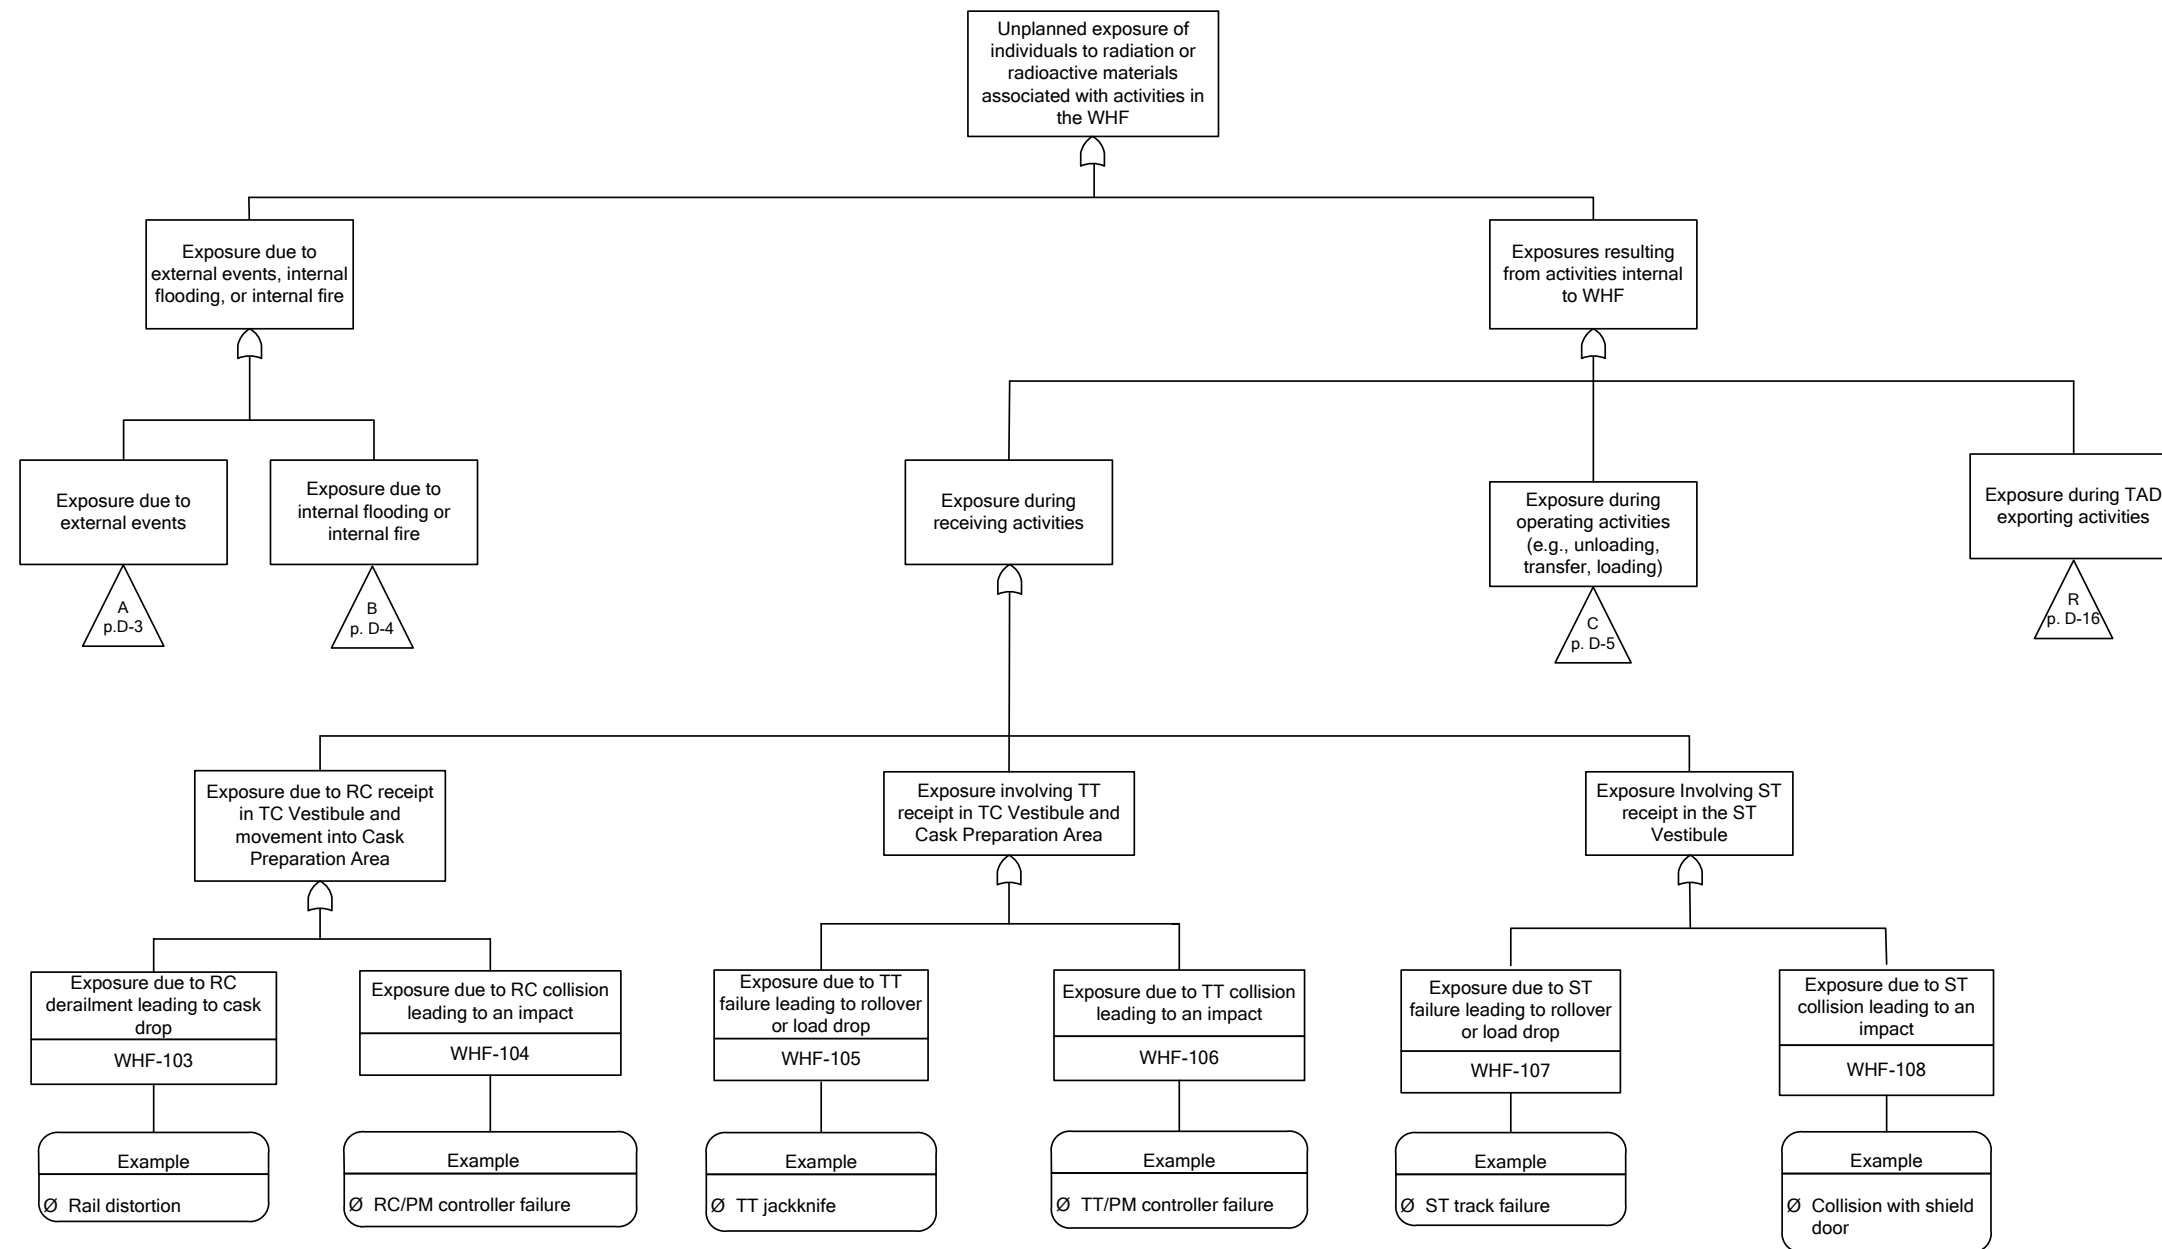 Unplanned exposure of
individuals to radiation or
radioactive materials
associated with activities in
the WHF
Exposure due to
external events, internal
flooding, or internal fire
Exposures resulting
from activities internal
to WHF
Exposure due to
external events
A
p.D-3
Exposure due to
internal flooding or
internal fire
B
p. D-4
Exposure during
receiving activities
Exposure during
operating activities
(e.g., unloading,
transfer, loading)
C
p. D-5
Exposure during TAD
exporting activities
R
p. D-16
Exposure due to RC receipt
in TC Vestibule and
movement into Cask
Preparation Area
Exposure involving TT
receipt in TC Vestibule and
Cask Preparation Area
Exposure Involving ST
receipt in the ST
Vestibule
Exposure due to RC
derailment leading to cask
drop
WHF-103
Exposure due to RC collision
leading to an impact
WHF-104
Exposure due to TT
failure leading to rollover
or load drop
WHF-105
Exposure due to TT collision
leading to an impact
WHF-106
Exposure due to ST
failure leading to rollover
or load drop
WHF-107
Exposure due to ST
collision leading to an
impact
WHF-108
Example
Ø Rail distortion
Example
Ø RC/PM controller failure
Example
Ø TT jackknife
Example
Ø TT/PM controller failure
Example
Ø ST track failure
Example
Ø Collision with shield
door